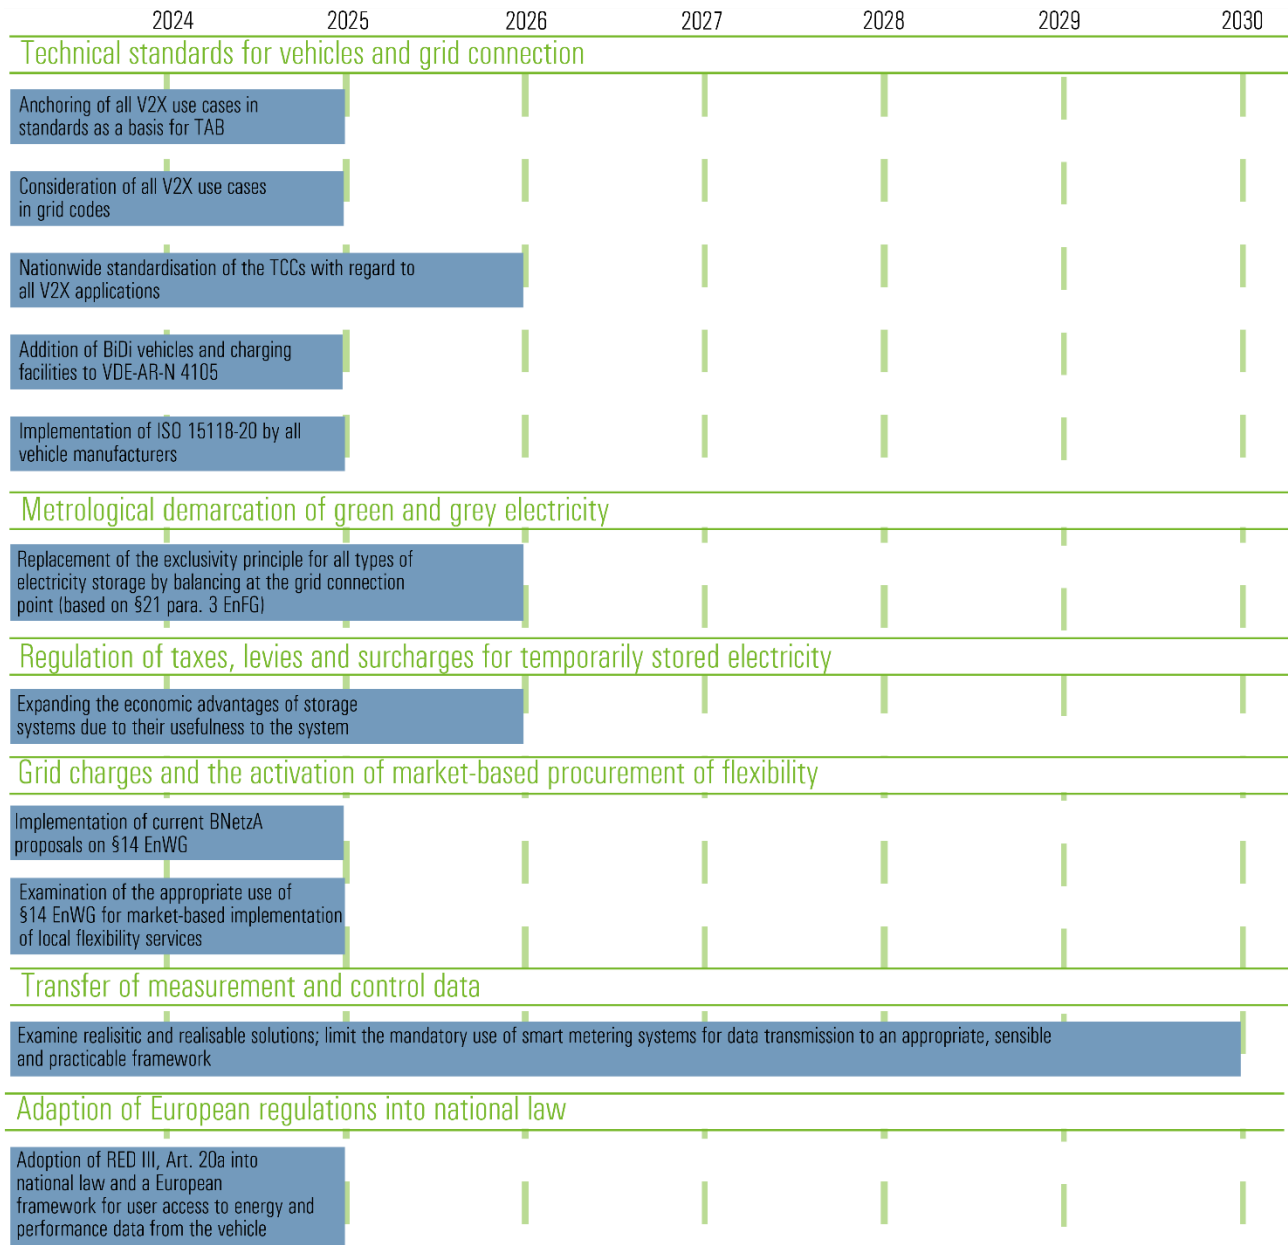 2024 2025 2026 2027 2028 2029 2030
Technical standards for vehicles and grid connection
Anchoring of all V2X use cases in
standards as a basis for TAB
Consideration of all V2X use cases
in grid codes
Nationwide standardisation of the TCCs with regard to
all V2X applications
Addition of BiDi vehicles and charging
facilities to VDE-AR-N 4105
Implementation of ISO 15118-20 by all
vehicle manufacturers
Metrological demarcation of green and grey electricity
Replacement of the exclusivity principle for all types of
electricity storage by balancing at the grid connection
point (based on §21 para. 3 EnFG)
Regulation of taxes, levies and surcharges for temporarily stored electricity
Expanding the economic advantages of storage
systems due to their usefulness to the system
Grid charges and the activation of market-based procurement of flexibility
Implementation of current BNetzA
proposals on §14 EnWG
Examination of the appropriate use of
§14 EnWG for market-based implementation
of local flexibility services
Transfer of measurement and control data
Examine realisitic and realisable solutions; limit the mandatory use of smart metering systems for data transmission to an appropriate, sensible
and practicable framework
Adaption of European regulations into national law
Adoption of RED III, Art. 20a into
national law and a European
framework for user access to energy and
performance data from the vehicle